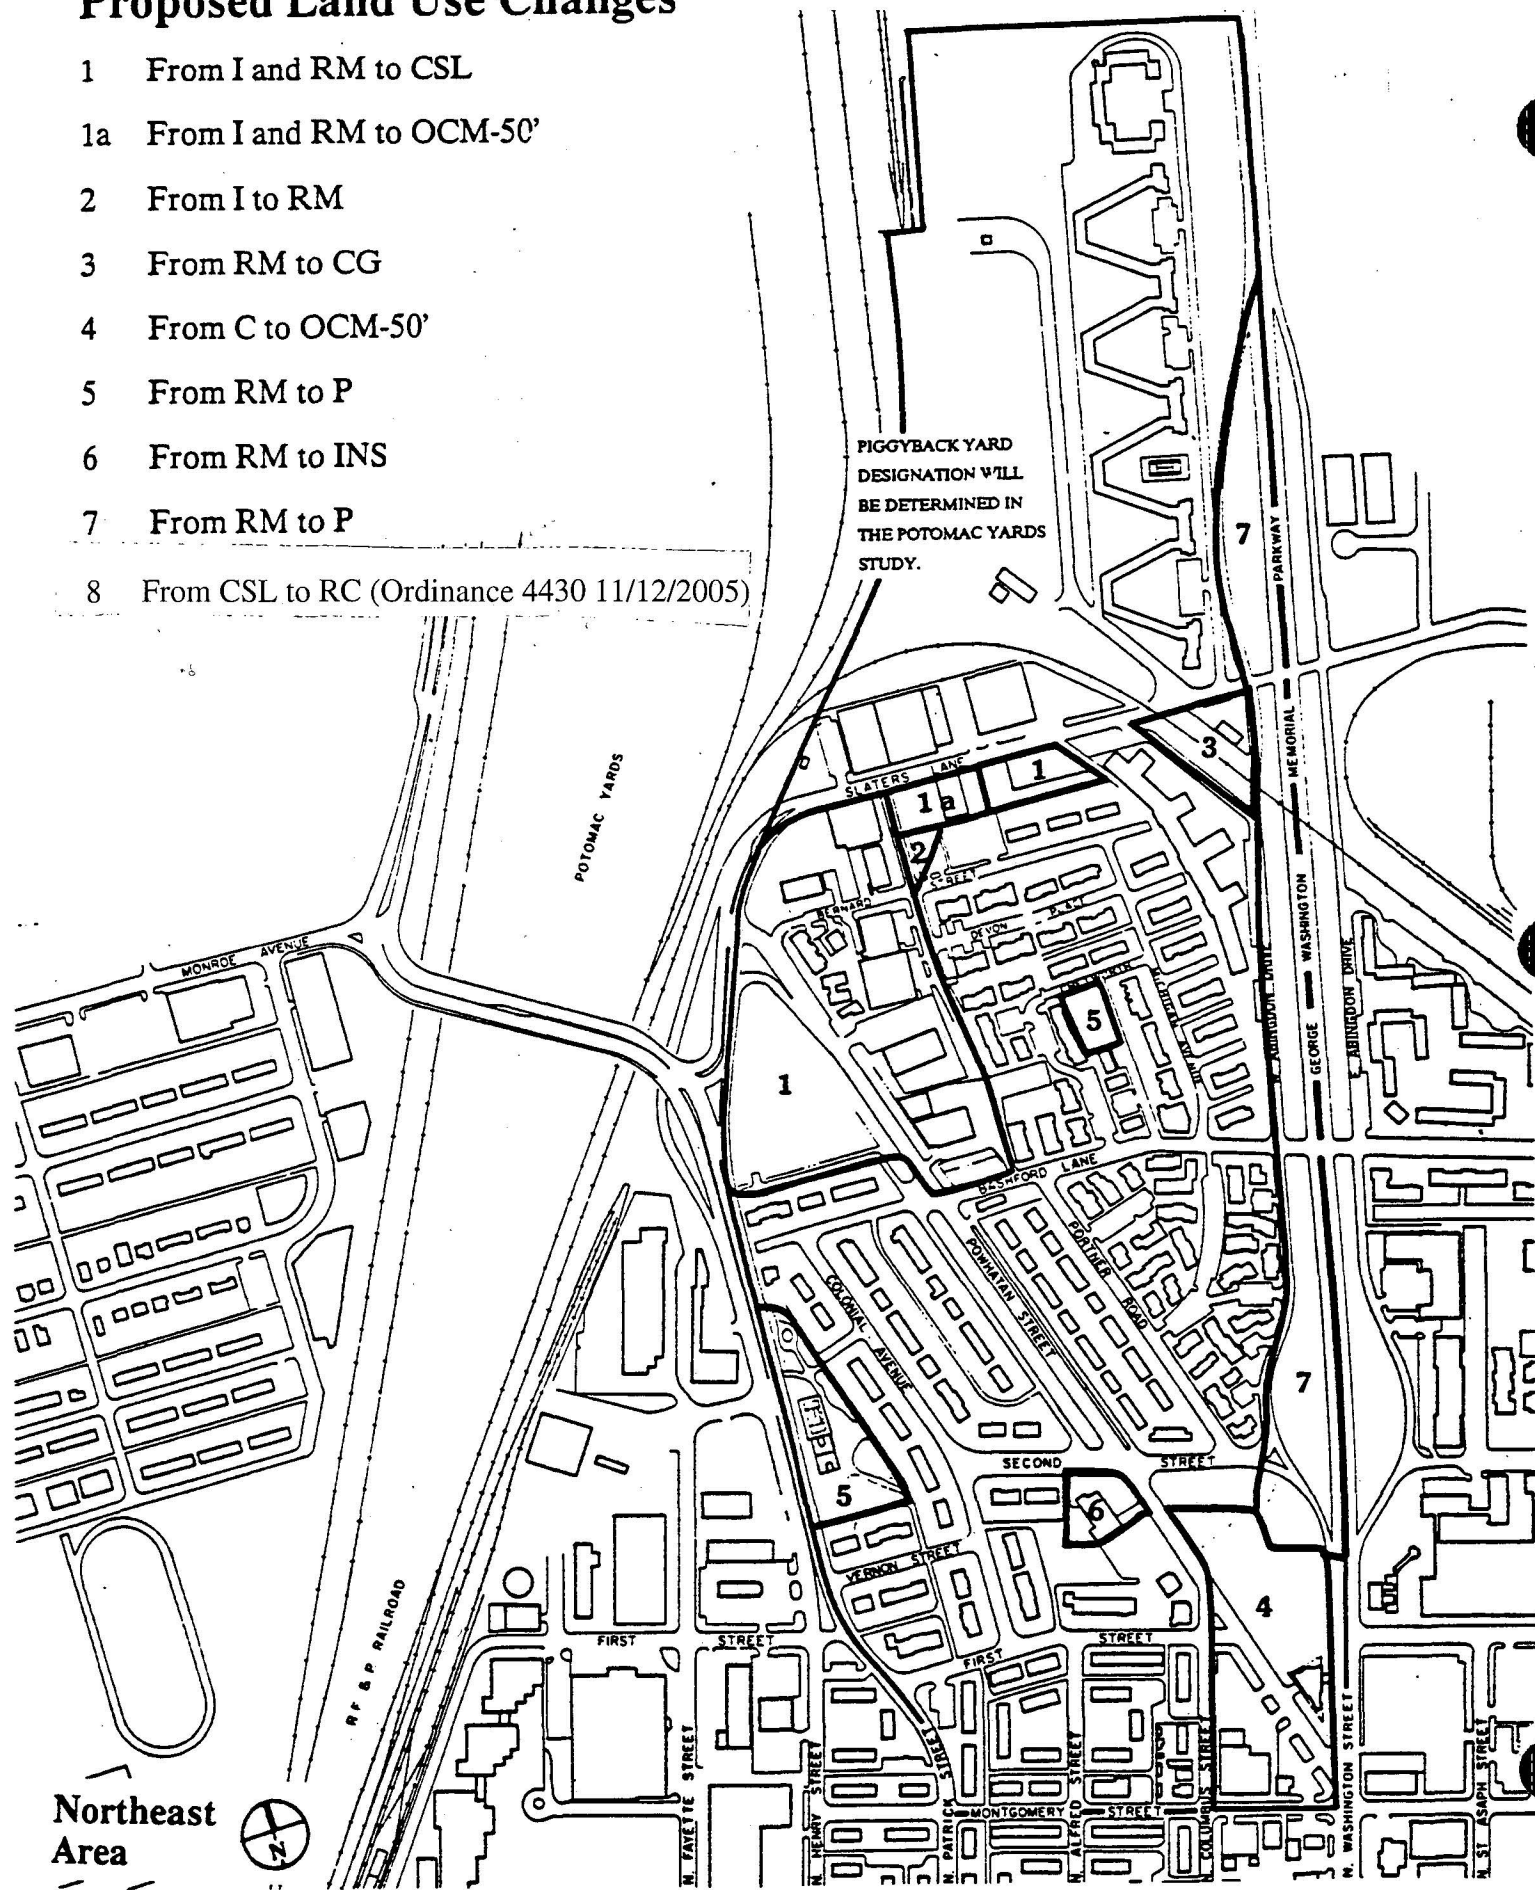 Proposed Land Use Changes
1 From I and RM to CSL
1a From I and RM to OCM-50'
2 From I to RM
3 From RM to CG
4 From C to OCM-50'
5 From RM to P
6 From RM to INS
7 From RM to P
8 From CSL to RC (Ordinance 4430 11/12/2005)
PIGGYBACK YARD
DESIGNATION WILL
BE DETERMINED IN
THE POTOMAC YARDS
STUDY.
7
PARKWAY
MEMORIAL
WASHINGTON
GEORGE
3
SLATERS LANE
1
1a
2
STREET
POTOMAC YARDS
BERNARD
DEVON PLACE
MICHIGAN AVENUE
5
N. ABINGDON DRIVE
ABINGDON DRIVE
MONROE AVENUE
1
BASHFORD LANE
PORTNER ROAD
POWHATAN STREET
COLONIAL AVENUE
7
SECOND STREET
5
6
VERNON STREET
4
R F & P. RAILROAD
FIRST STREET
FIRST STREET
STREET
MONTGOMERY STREET
N. FAYETTE STREET
N. HENRY STREET
N. PATRICK
N. ALFRED STREET
COLUMBUS STREET
N. WASHINGTON STREET
N. ST ASAPH STREET
Northeast
Area
N